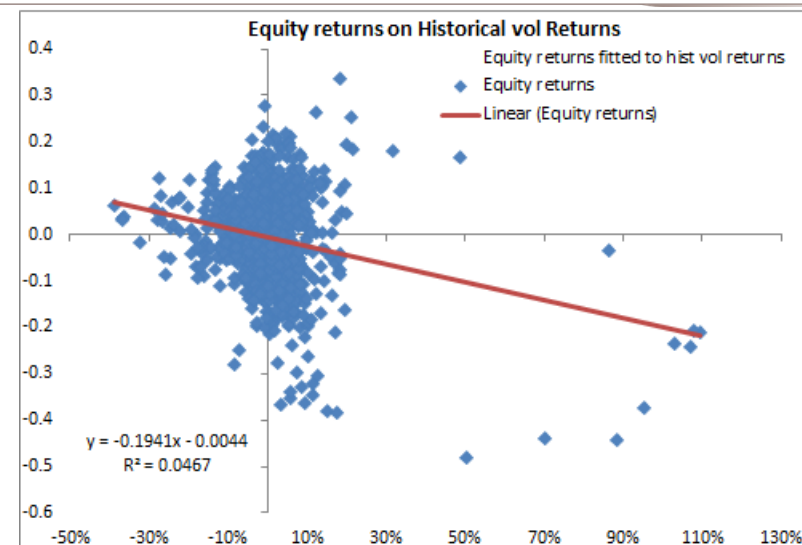 Equity returns on Historical vol Returns
Equity returns fitted to hist vol returns
Equity returns
Linear (Equity returns)
0.4
0.3
0.2
0.1
0.0
-0.1
-0.2
-0.3
-0.4
-0.5
-0.6
y = -0.1941x - 0.0044
R² = 0.0467
-50% -30% -10% 10% 30% 50% 70% 90% 110% 130%